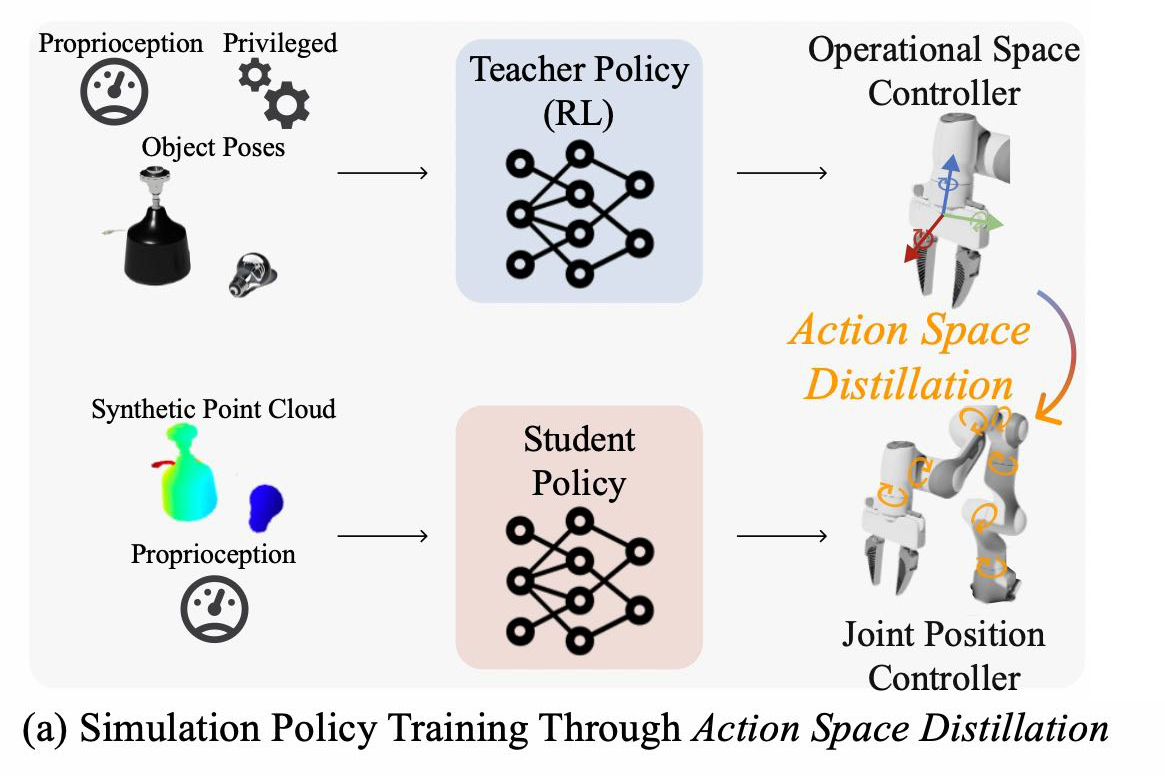 Proprioception
Privileged
Object Poses
Teacher Policy
(RL)
Operational Space
Controller
Action Space
Distillation
Synthetic Point Cloud
Proprioception
Student
Policy
Joint Position
Controller
(a) Simulation Policy Training Through Action Space Distillation